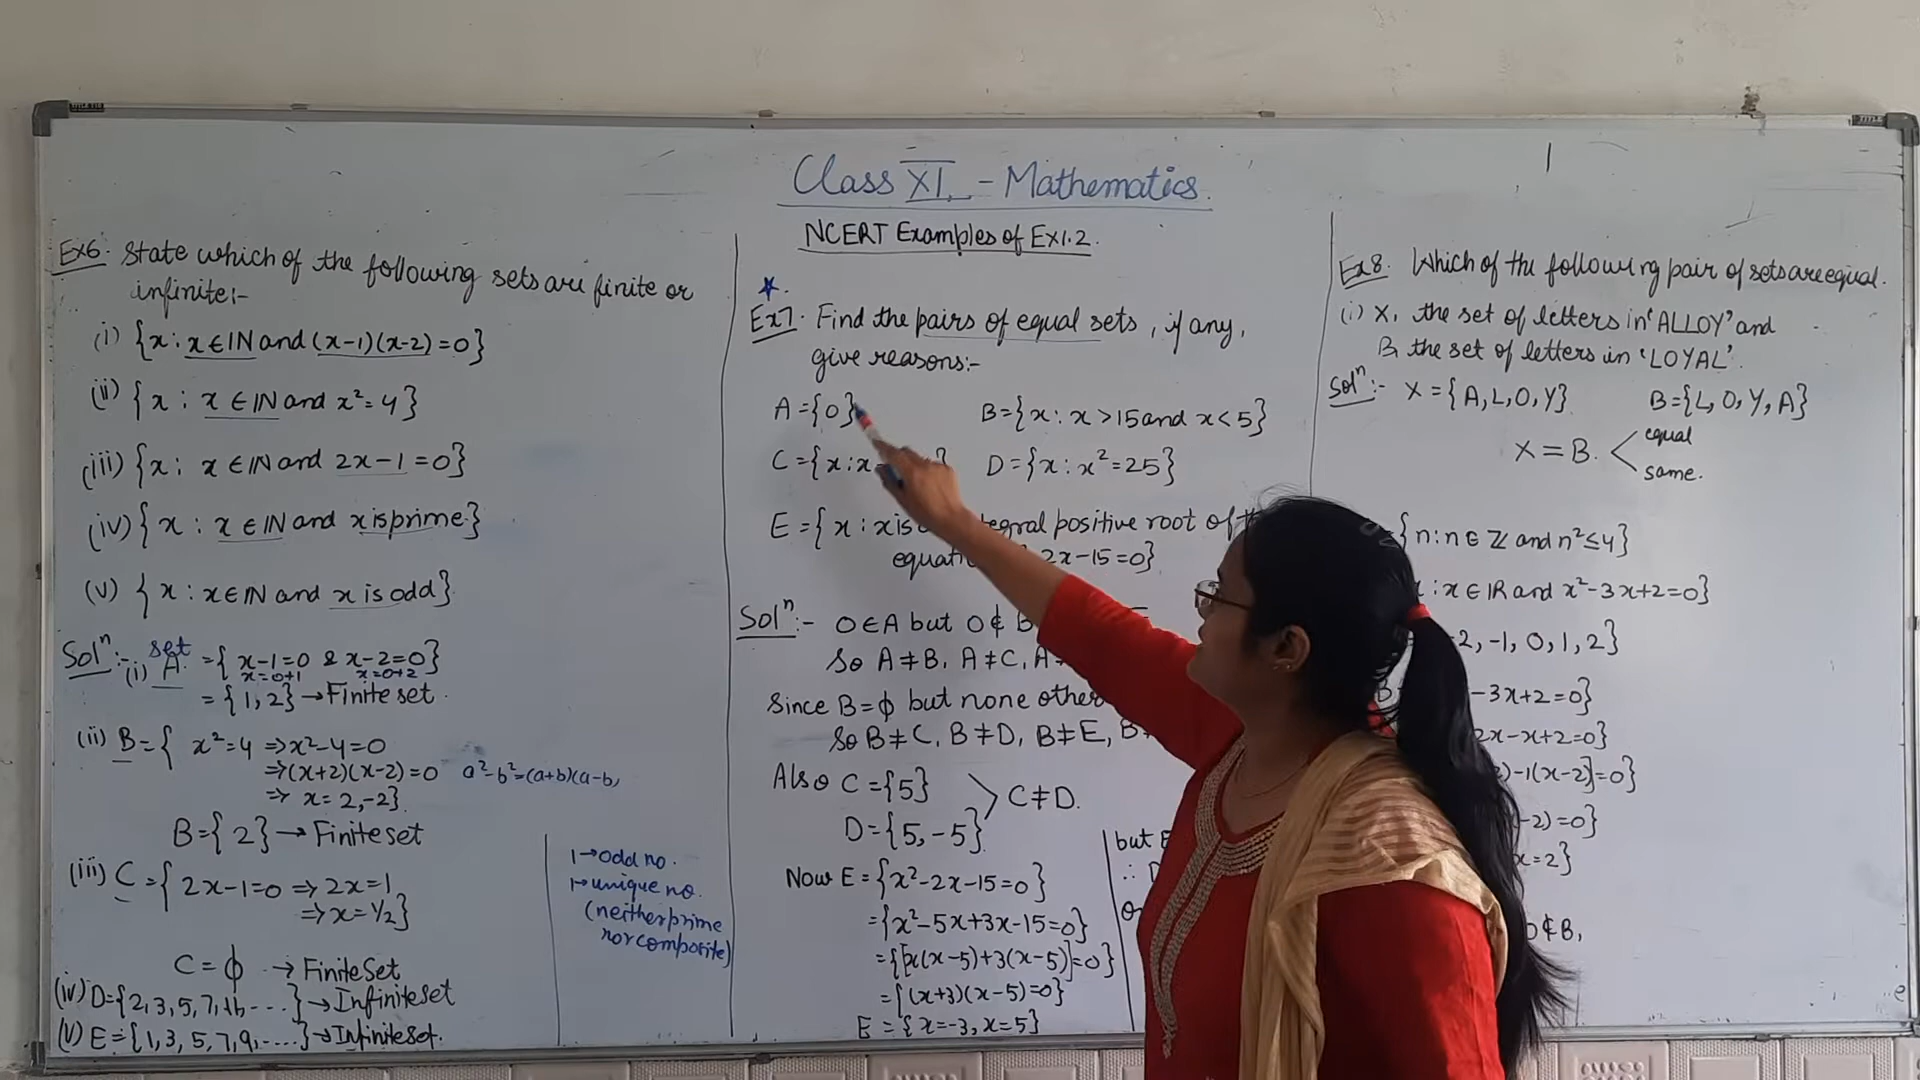 Class XI - Mathematics.
NCERT Examples of Ex1.2.
Ex6. State which of the following sets are finite or
infinite:-
(i) {x : x ∈ IN and (x-1)(x-2)=0}
(ii) {x : x ∈ IN and x²=4}
(iii) {x : x ∈ IN and 2x-1=0}
(iv) {x : x ∈ IN and x is prime.}
(v) {x : x ∈ IN and x is odd}
Solⁿ:- (i) set A = { x-1=0 & x-2=0}
x=0+1 x=0+2
= {1,2} → Finite set.
(ii) B = { x²=4 ⇒ x²-4=0
⇒ (x+2)(x-2)=0 a²-b²=(a+b)(a-b,
⇒ x = 2,-2}
B={2} → Finite set
(iii) C = { 2x-1=0 ⇒ 2x=1
⇒ x=1/2}
C = ϕ → Finite Set
(iv) D={2,3,5,7,11,----} → Infinite set
(v) E={1,3,5,7,9,----} → Infinite set.
1→odd no.
1→unique no.
(neither prime
nor composite)
Ex7. Find the pairs of equal sets, if any,
give reasons:-
A={0} B={x : x >15 and x<5}
C={x:x D={x : x²=25}
E={x : x is integral positive root of
2x-15=0}
Solⁿ:- 0∈A but 0∉B
So A≠B, A≠C, A
Since B=ϕ but none other
So B≠C, B≠D, B≠E, B
Also C={5}
C≠D.
D={5,-5}
Now E={x²-2x-15=0}
={x²-5x+3x-15=0}
={[x(x-5)+3(x-5)]=0}
={(x+3)(x-5)=0}
E = {x=-3, x=5}
but E
∴ D
Ex8. Which of the following pair of sets are equal.
(i) X, the set of letters in 'ALLOY' and
B, the set of letters in 'LOYAL'.
Solⁿ:- X={A,L,O,Y} B={L,O,Y,A}
X=B. equal
same.
{n:n∈ℤ and n²≤4}
:x∈IR and x²-3x+2=0}
2,-1,0,1,2}
-3x+2=0}
2x-x+2=0}
)-1(x-2]=0}
-2)=0}
x=2}
0∉B,